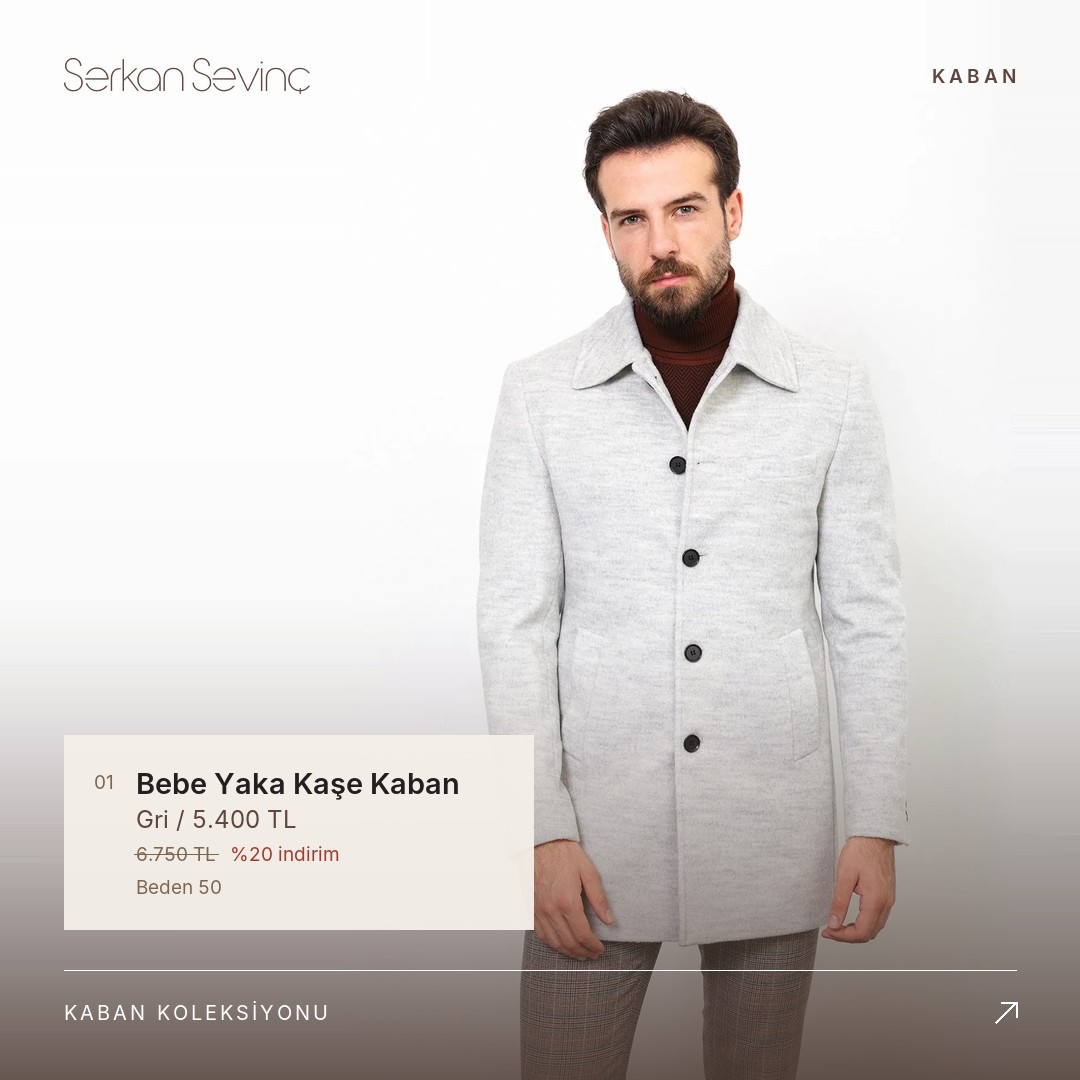 Serkan Sevinç
KABAN
01 Bebe Yaka Kaşe Kaban
Gri / 5.400 TL
6.750 TL %20 indirim
Beden 50
KABAN KOLEKSİYONU